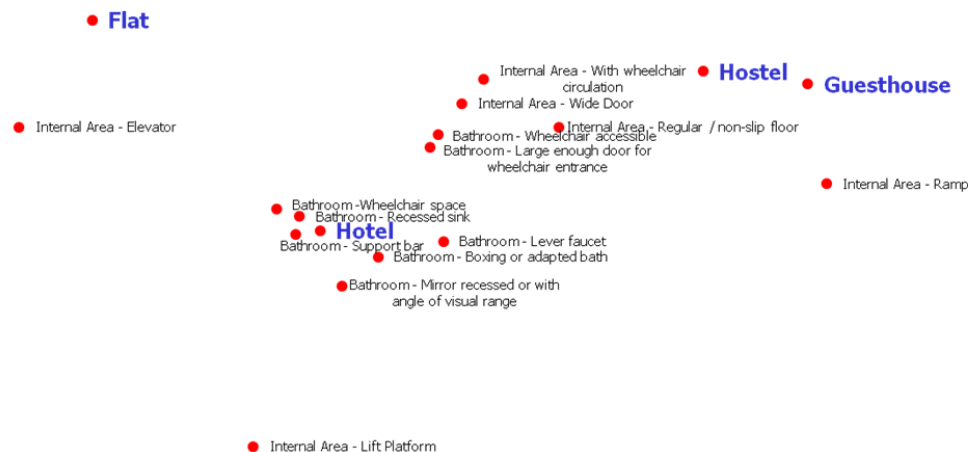 Flat
Internal Area - With wheelchair
circulation
Hostel
Guesthouse
Internal Area - Wide Door
Internal Area - Elevator
Internal Area - Regular / non-slip floor
Bathroom - Wheelchair accessible
Bathroom - Large enough door for
wheelchair entrance
Internal Area - Ramp
Bathroom -Wheelchair space
Bathroom - Recessed sink
Hotel
Bathroom - Support bar
Bathroom - Lever faucet
Bathroom - Boxing or adapted bath
Bathroom - Mirror recessed or with
angle of visual range
Internal Area - Lift Platform